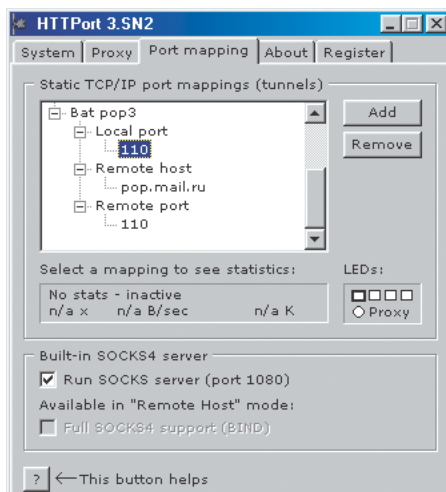 HTTPort 3.SN2
System Proxy Port mapping About Register
Static TCP/IP port mappings (tunnels)
Bat pop3
Local port
110
Remote host
pop.mail.ru
Remote port
110
Add
Remove
Select a mapping to see statistics: LEDs:
No stats - inactive
n/a x n/a B/sec n/a K
Proxy
Built-in SOCKS4 server
Run SOCKS server (port 1080)
Available in "Remote Host" mode:
Full SOCKS4 support (BIND)
? This button helps